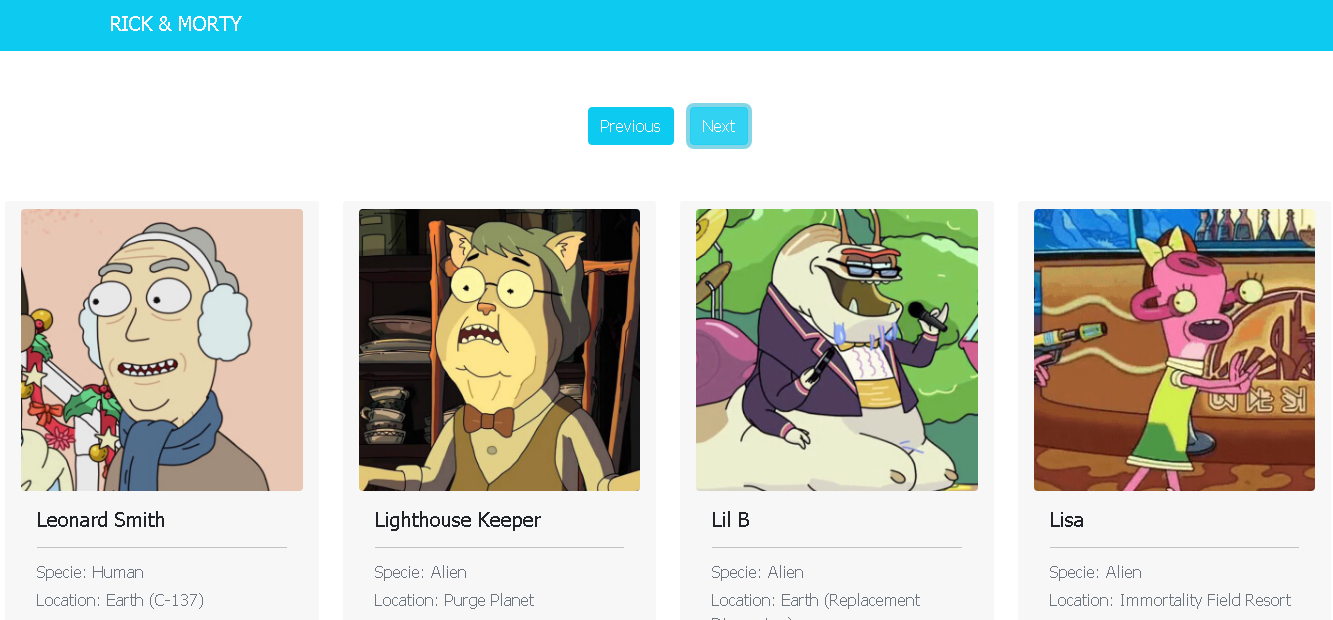 RICK & MORTY
Previous
Next
Leonard Smith
Specie: Human
Location: Earth (C-137)
Lighthouse Keeper
Specie: Alien
Location: Purge Planet
Lil B
Specie: Alien
Location: Earth (Replacement
Lisa
Specie: Alien
Location: Immortality Field Resort